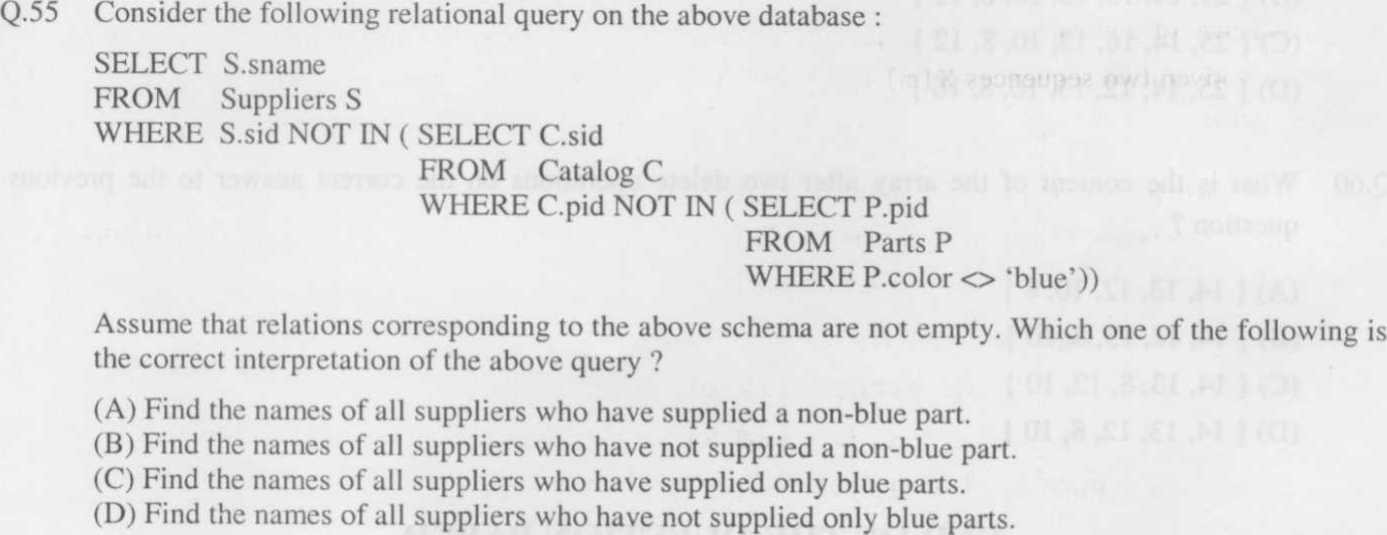 Q.55 Consider the following relational query on the above database :
SELECT S.sname
FROM Suppliers S
WHERE S.sid NOT IN ( SELECT C.sid
FROM Catalog C
WHERE C.pid NOT IN ( SELECT P.pid
FROM Parts P
WHERE P.color <> ‘blue’))
Assume that relations corresponding to the above schema are not empty. Which one of the following is
the correct interpretation of the above query ?
(A) Find the names of all suppliers who have supplied a non-blue part.
(B) Find the names of all suppliers who have not supplied a non-blue part.
(C) Find the names of all suppliers who have supplied only blue parts.
(D) Find the names of all suppliers who have not supplied only blue parts.